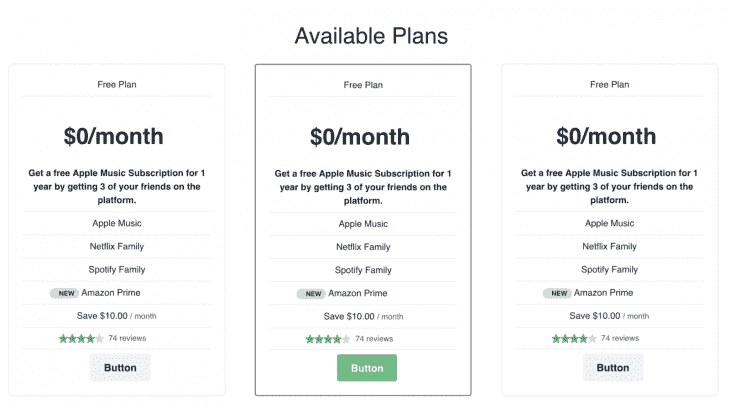 Available Plans
Free Plan
$0/month
Get a free Apple Music Subscription for 1
year by getting 3 of your friends on the
platform.
Apple Music
Netflix Family
Spotify Family
NEW Amazon Prime
Save $10.00 / month
74 reviews
Button
Free Plan
$0/month
Get a free Apple Music Subscription for 1
year by getting 3 of your friends on the
platform.
Apple Music
Netflix Family
Spotify Family
NEW Amazon Prime
Save $10.00 / month
74 reviews
Button
Free Plan
$0/month
Get a free Apple Music Subscription for 1
year by getting 3 of your friends on the
platform.
Apple Music
Netflix Family
Spotify Family
NEW Amazon Prime
Save $10.00 / month
74 reviews
Button